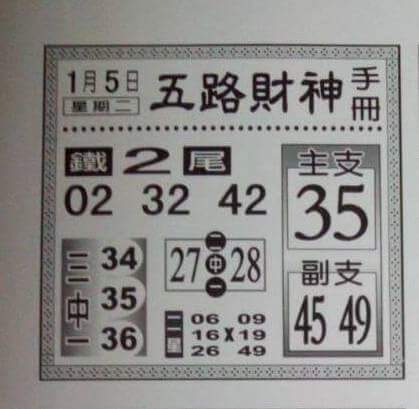 1月5日
星期二
五路財神
手冊
鐵2尾
02 32 42
主支
35
三中一
34
35
36
27 二中一 28
副支
45 49
二星
06 09
16 X 19
26 49